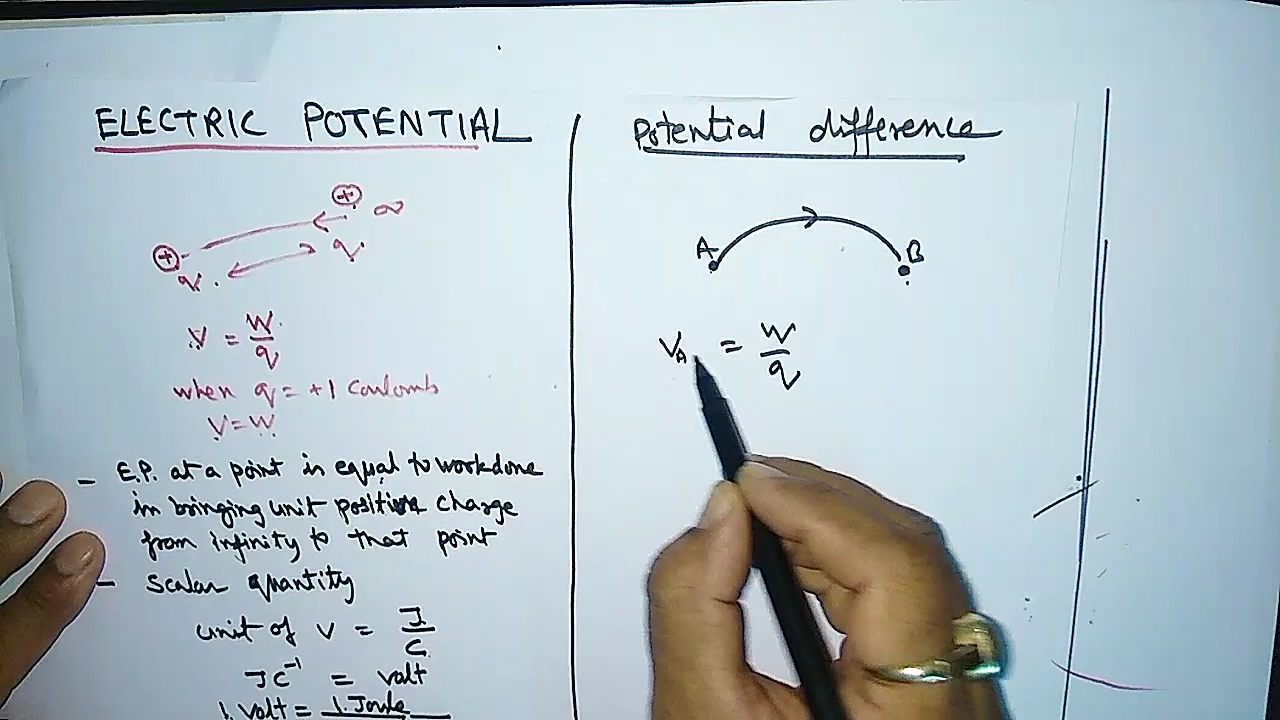 ELECTRIC POTENTIAL
⊕ ∞
⊕
q. q.
V = W/q
when q = +1 Coulomb
V = W
- E.P. at a point is equal to workdone
in bringing unit positive charge
from infinity to that point
- Scalar quantity
unit of V = J/C
JC⁻¹ = volt
1. Volt = 1. Joule
Potential difference
A B
VA = W/q